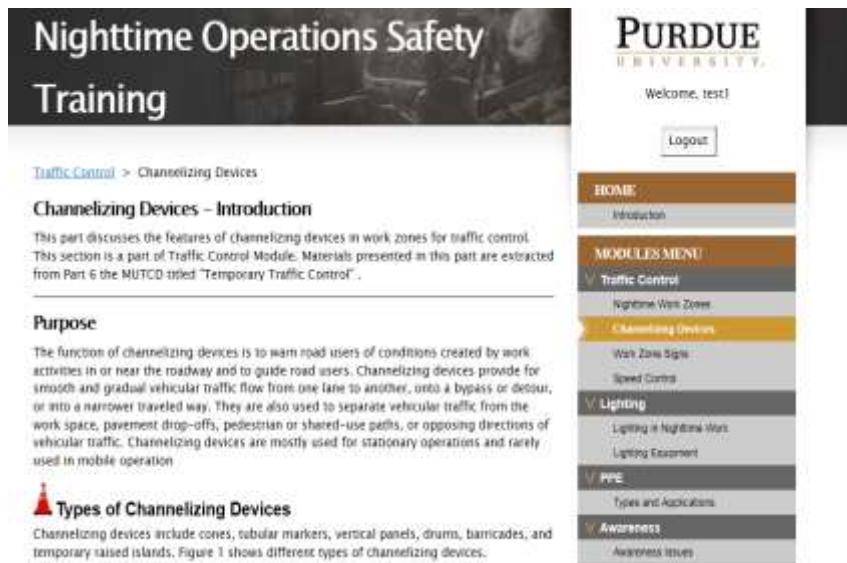 Nighttime Operations Safety
Training
PURDUE
UNIVERSITY.
Welcome, test!
Logout
Traffic Control > Channelizing Devices
Channelizing Devices – Introduction
This part discusses the features of channelizing devices in work zones for traffic control.
This section is a part of Traffic Control Module. Materials presented in this part are extracted
from Part 6 the MUTCD titled "Temporary Traffic Control" .
Purpose
The function of channelizing devices is to warn road users of conditions created by work
activities in or near the roadway and to guide road users. Channelizing devices provide for
smooth and gradual vehicular traffic flow from one lane to another, onto a bypass or detour,
or into a narrower traveled way. They are also used to separate vehicular traffic from the
work space, pavement drop-offs, pedestrian or shared-use paths, or opposing directions of
vehicular traffic. Channelizing devices are mostly used for stationary operations and rarely
used in mobile operation
Types of Channelizing Devices
Channelizing devices include cones, tubular markers, vertical panels, drums, barricades, and
temporary raised islands. Figure 1 shows different types of channelizing devices.
HOME
Introduction
MODULES MENU
V Traffic Control
Nighttime Work Zones
Channelizing Devices
Work Zone Signs
Speed Control
V Lighting
Lighting in Nighttime Work
Lighting Equipment
V PPE
Types and Applications
V Awareness
Awareness Issues